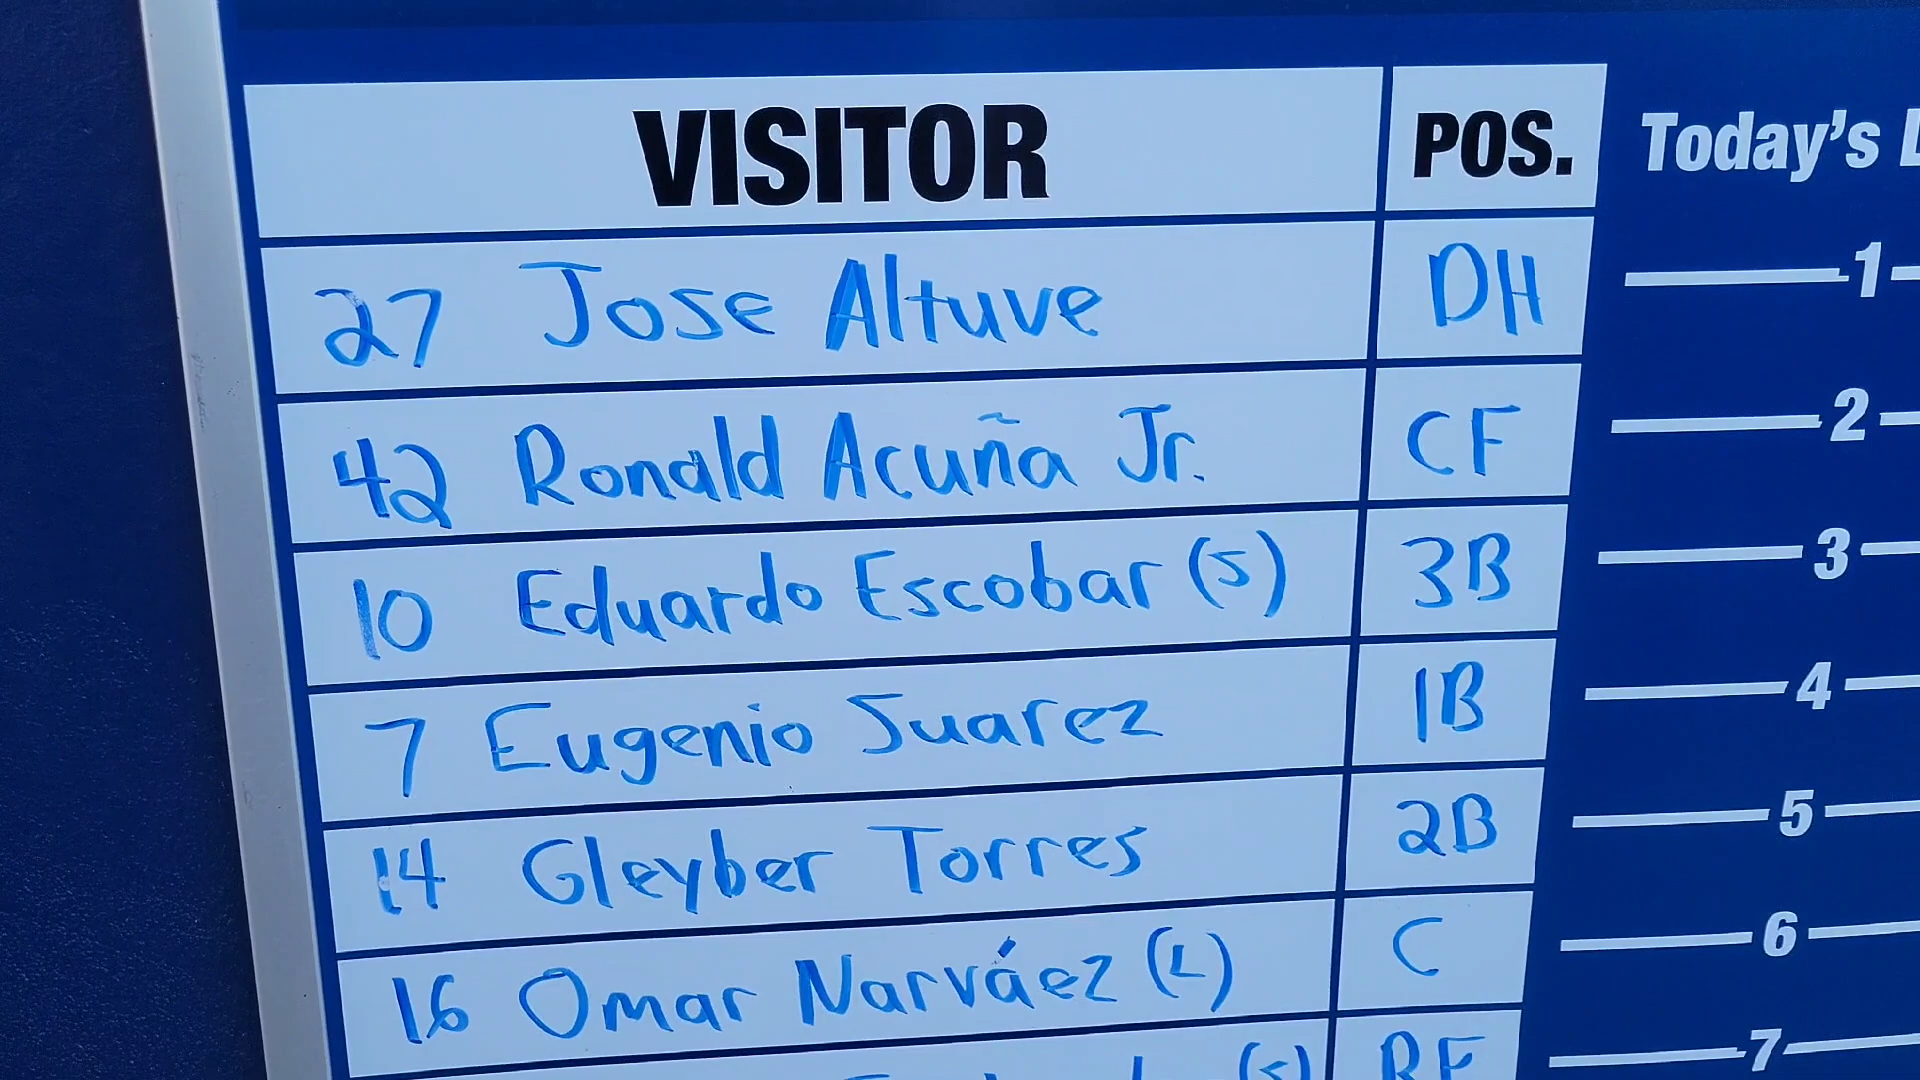 VISITOR POS. Today's
27 Jose Altuve DH 1
42 Ronald Acuña Jr. CF 2
10 Eduardo Escobar (S) 3B 3
7 Eugenio Suarez 1B 4
14 Gleyber Torres 2B 5
16 Omar Narváez (L) C 6
(S) RF 7